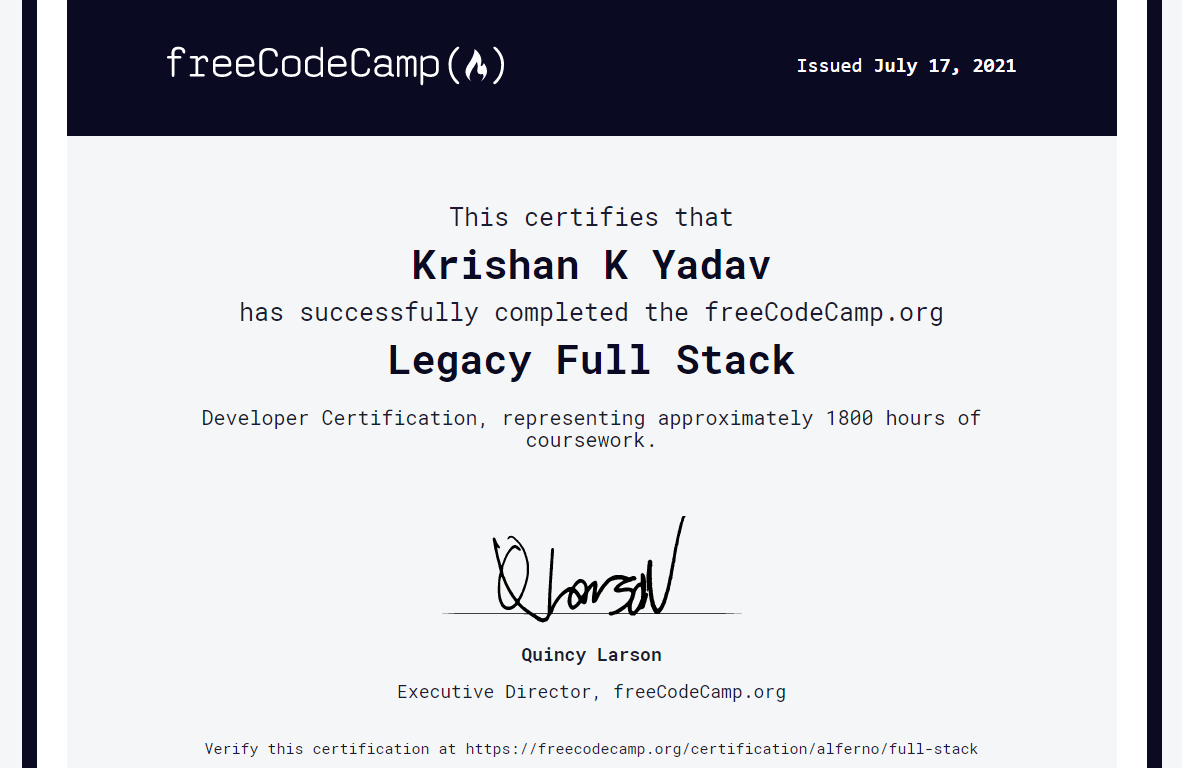 freeCodeCamp
Issued July 17, 2021
This certifies that
Krishan K Yadav
has successfully completed the freeCodeCamp.org
Legacy Full Stack
Developer Certification, representing approximately 1800 hours of
coursework.
Q Larson
Quincy Larson
Executive Director, freeCodeCamp.org
Verify this certification at https://freecodecamp.org/certification/alferno/full-stack